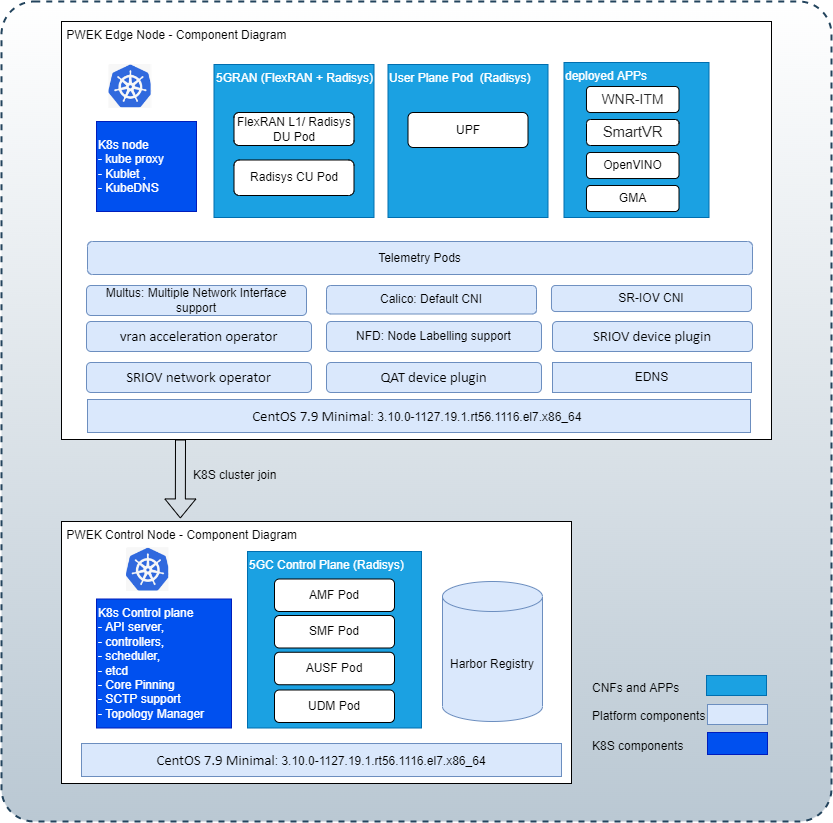 PWEK Edge Node - Component Diagram
K8s node
- kube proxy
- Kublet ,
- KubeDNS
5GRAN (FlexRAN + Radisys)
FlexRAN L1/ Radisys
DU Pod
Radisys CU Pod
User Plane Pod (Radisys)
UPF
deployed APPs
WNR-ITM
SmartVR
OpenVINO
GMA
Telemetry Pods
Multus: Multiple Network Interface
support
Calico: Default CNI
SR-IOV CNI
vran acceleration operator
NFD: Node Labelling support
SRIOV device plugin
SRIOV network operator
QAT device plugin
EDNS
CentOS 7.9 Minimal: 3.10.0-1127.19.1.rt56.1116.el7.x86_64
K8S cluster join
PWEK Control Node - Component Diagram
K8s Control plane
- API server,
- controllers,
- scheduler,
- etcd
- Core Pinning
- SCTP support
- Topology Manager
5GC Control Plane (Radisys)
AMF Pod
SMF Pod
AUSF Pod
UDM Pod
Harbor Registry
CentOS 7.9 Minimal: 3.10.0-1127.19.1.rt56.1116.el7.x86_64
CNFs and APPs
Platform components
K8S components